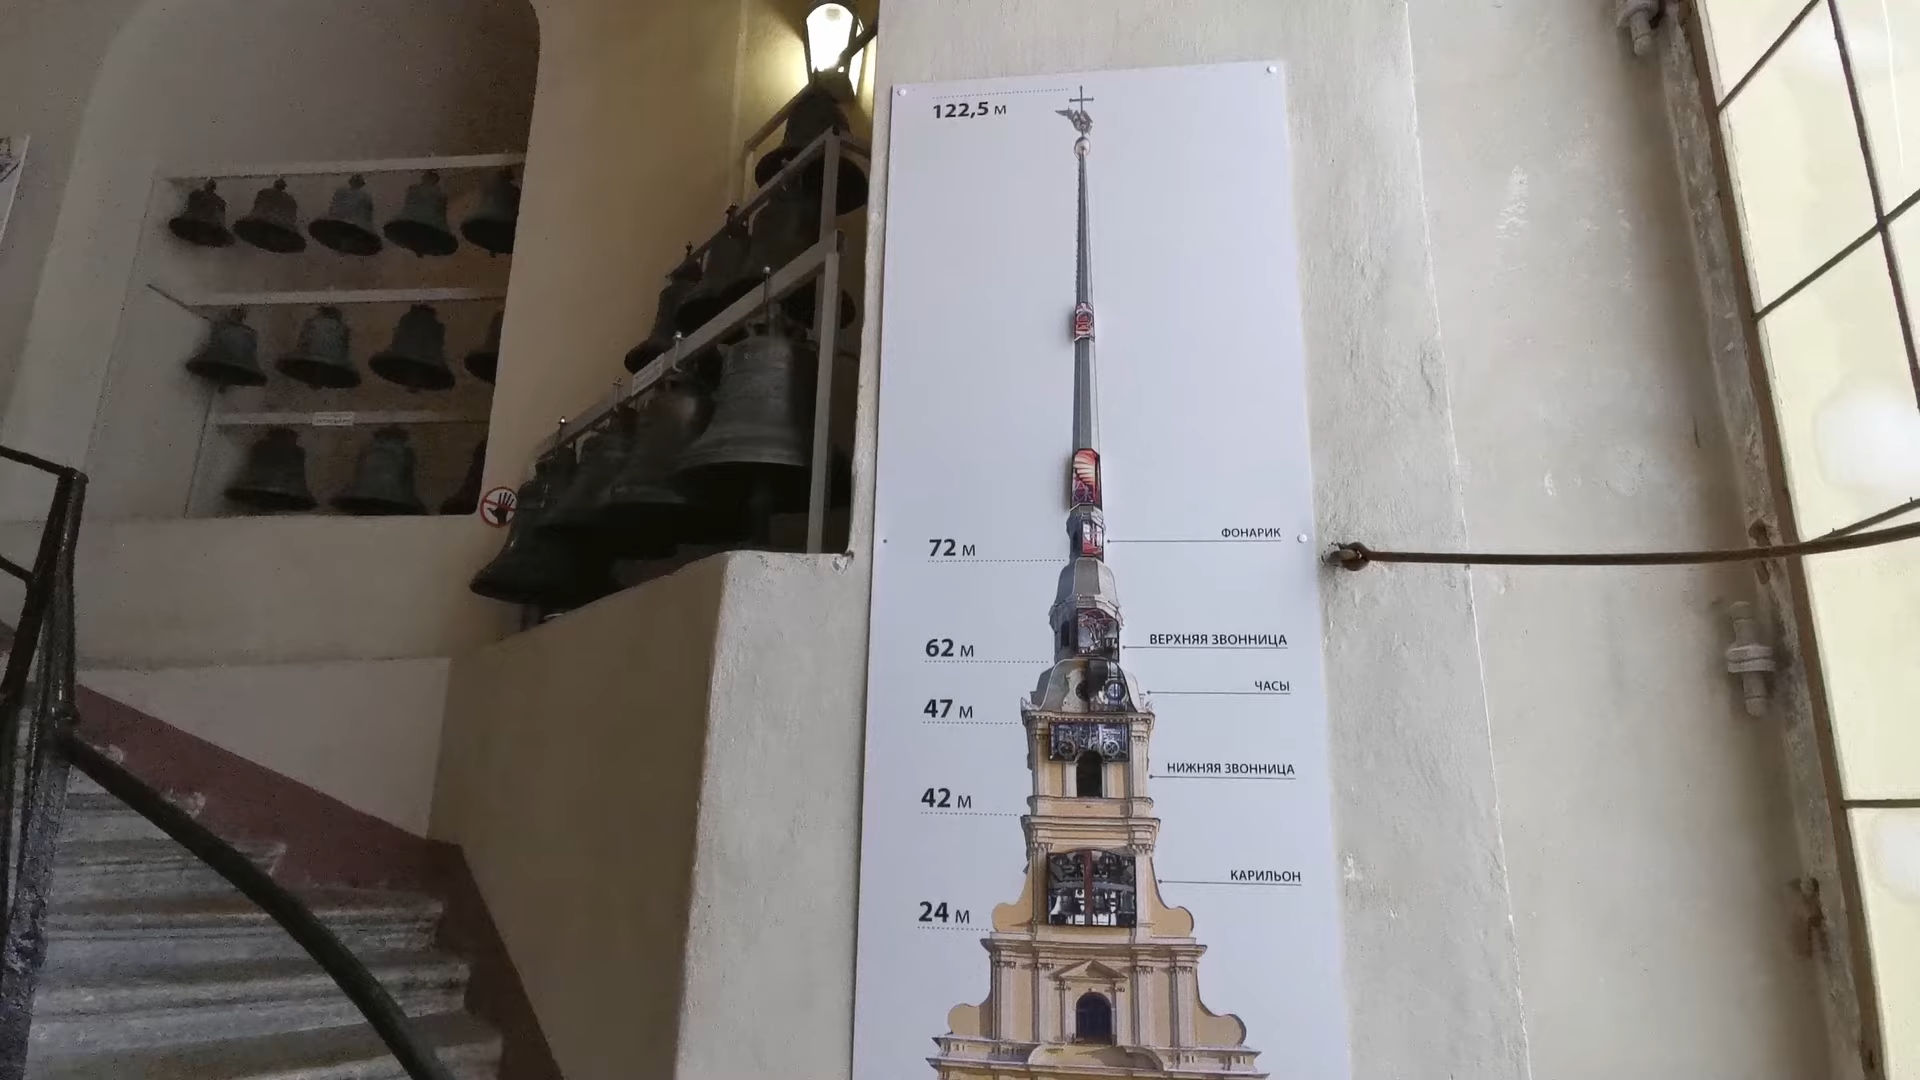 122,5 м
72 м
ФОНАРИК
62 м
ВЕРХНЯЯ ЗВОННИЦА
ЧАСЫ
47 м
НИЖНЯЯ ЗВОННИЦА
42 м
КАРИЛЬОН
24 м